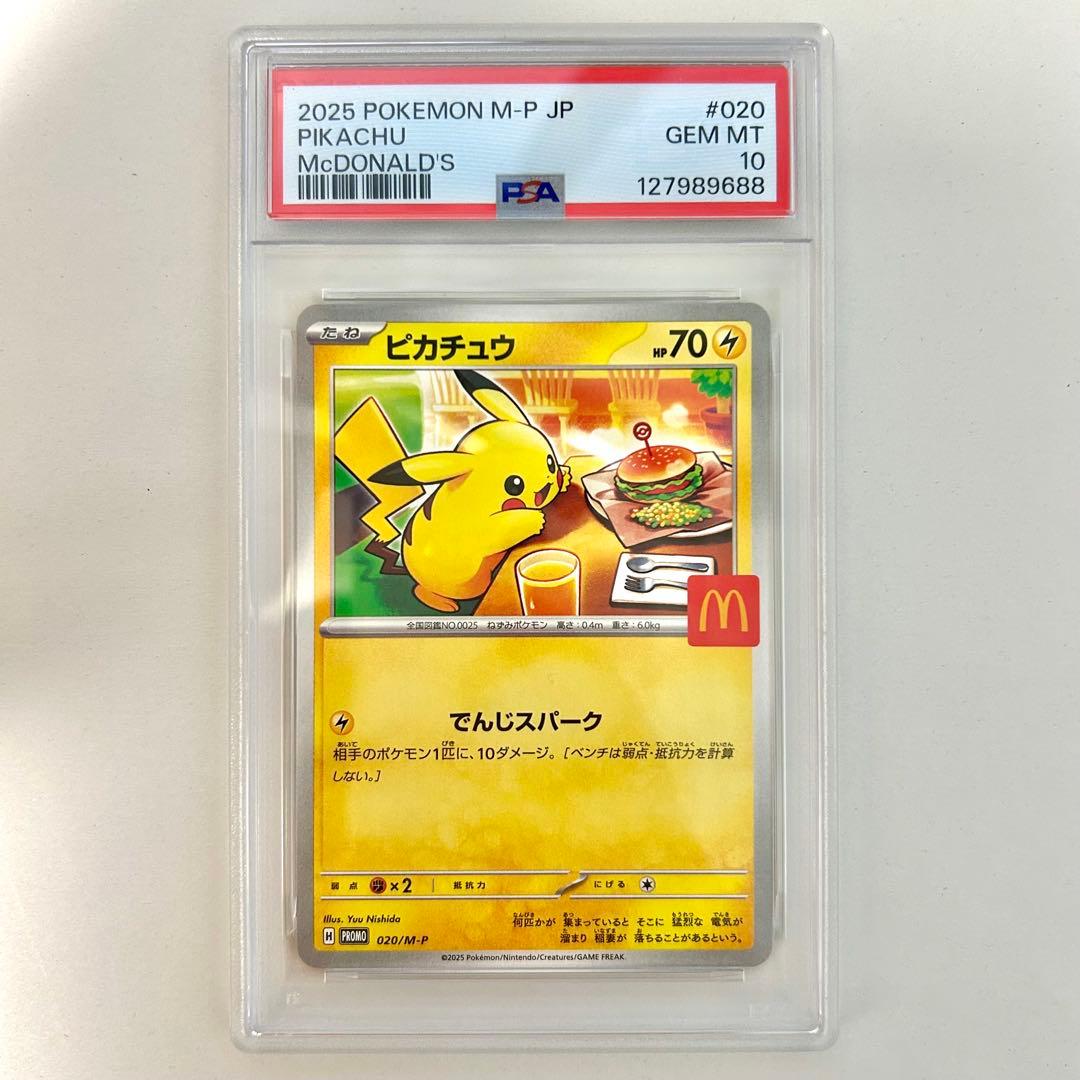 2025 POKEMON M-P JP #020
PIKACHU GEM MT
McDONALD'S 10
PSA 127989688
たね ピカチュウ HP70
全国図鑑NO.0025 ねずみポケモン 高さ:0.4m 重さ:6.0kg
でんじスパーク
相手のポケモン1匹に、10ダメージ。[ベンチは弱点・抵抗力を計算
しない。]
弱点 ×2 抵抗力 にげる
Illus. Yuu Nishida
何匹かが 集まっていると そこに 猛烈な 電気が
溜まり 稲妻が 落ちることがあるという。
H PROMO 020/M-P
©2025 Pokémon/Nintendo/Creatures/GAME FREAK.